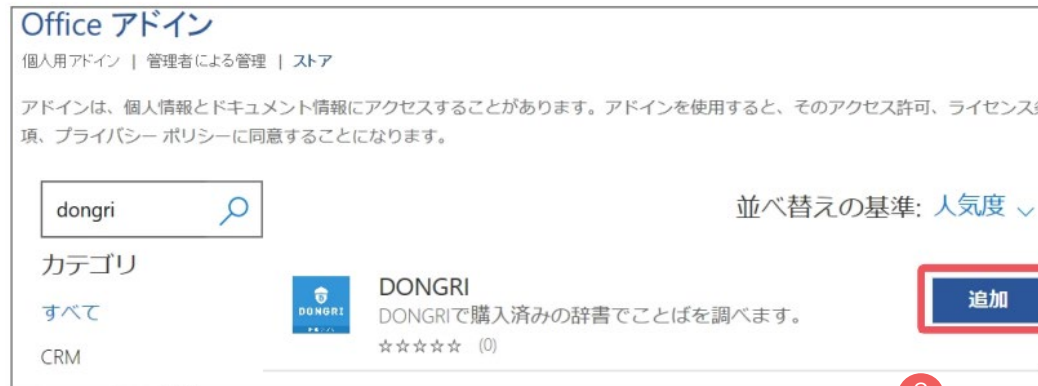 Office アドイン
個人用アドイン | 管理者による管理 | ストア
アドインは、個人情報とドキュメント情報にアクセスすることがあります。アドインを使用すると、そのアクセス許可、ライセンス条
項、プライバシー ポリシーに同意することになります。
dongri
並べ替えの基準: 人気度
カテゴリ
すべて
CRM
DONGRI
DONGRI
DONGRIで購入済みの辞書でことばを調べます。
☆☆☆☆☆ (0)
追加